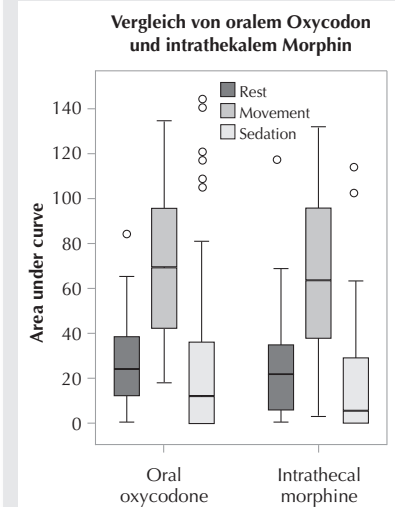 Vergleich von oralem Oxycodon
und intrathekalem Morphin
Rest
Movement
Sedation
Area under curve
140
120
100
80
60
40
20
0
Oral
oxycodone
Intrathecal
morphine